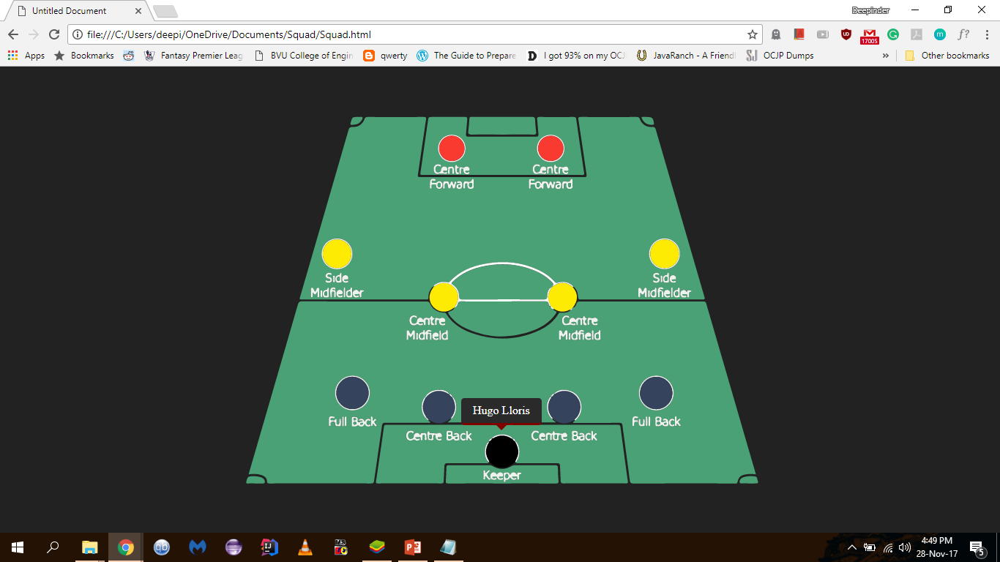 Untitled Document
Deepinder
file:///C:/Users/deepi/OneDrive/Documents/Squad/Squad.html
17005
f?
Apps
Bookmarks
Fantasy Premier Leag
BVU College of Engin
qwerty
The Guide to Prepare
I got 93% on my OCJ
JavaRanch - A Friendl
OCJP Dumps
»
Other bookmarks
Centre
Forward
Centre
Forward
Side
Midfielder
Side
Midfielder
Centre
Midfield
Centre
Midfield
Full Back
Full Back
Hugo Lloris
Centre Back
Centre Back
Keeper
4:49 PM
28-Nov-17
5